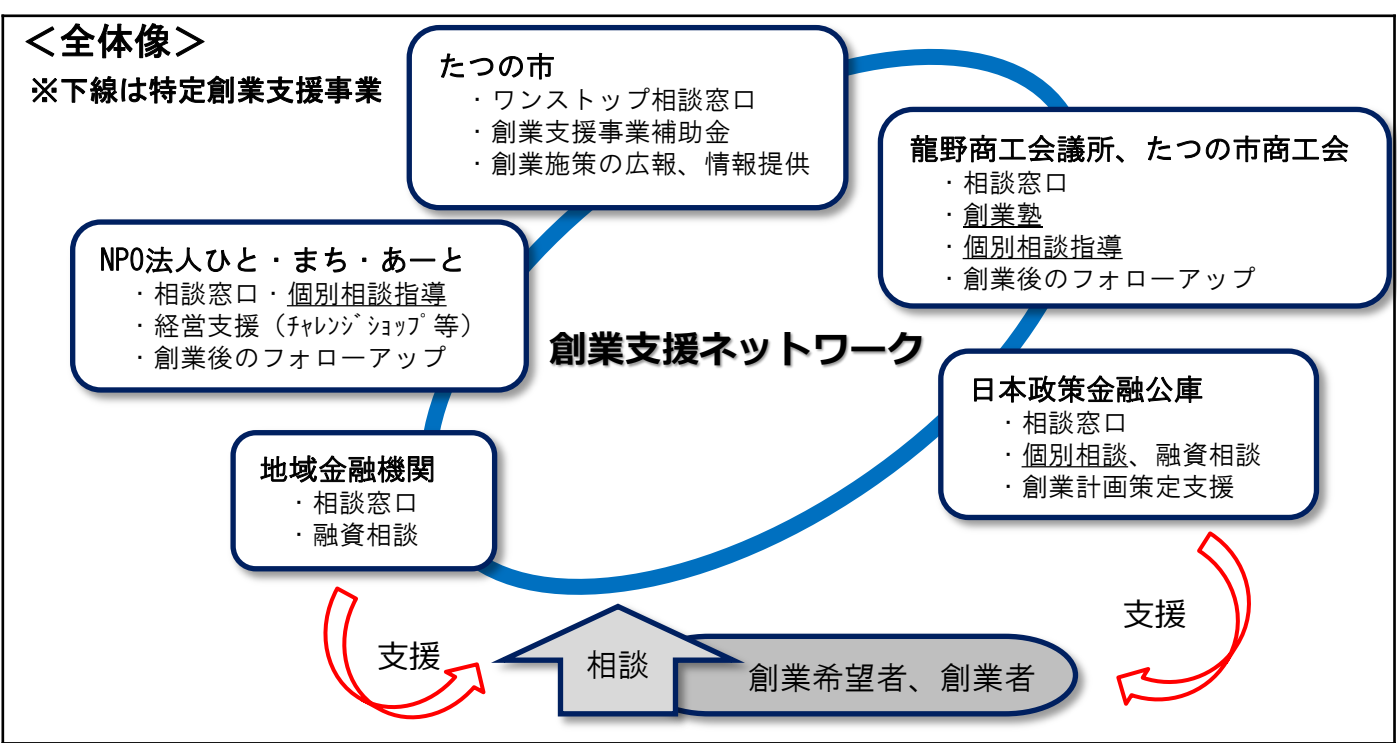 ＜全体像＞
※下線は特定創業支援事業
たつの市
・ワンストップ相談窓口
・創業支援事業補助金
・創業施策の広報、情報提供
龍野商工会議所、たつの市商工会
・相談窓口
・創業塾
・個別相談指導
・創業後のフォローアップ
NPO法人ひと・まち・あーと
・相談窓口・個別相談指導
・経営支援（ﾁｬﾚﾝｼﾞｼｮｯﾌﾟ等）
・創業後のフォローアップ
創業支援ネットワーク
日本政策金融公庫
・相談窓口
・個別相談、融資相談
・創業計画策定支援
地域金融機関
・相談窓口
・融資相談
支援
相談
創業希望者、創業者
支援